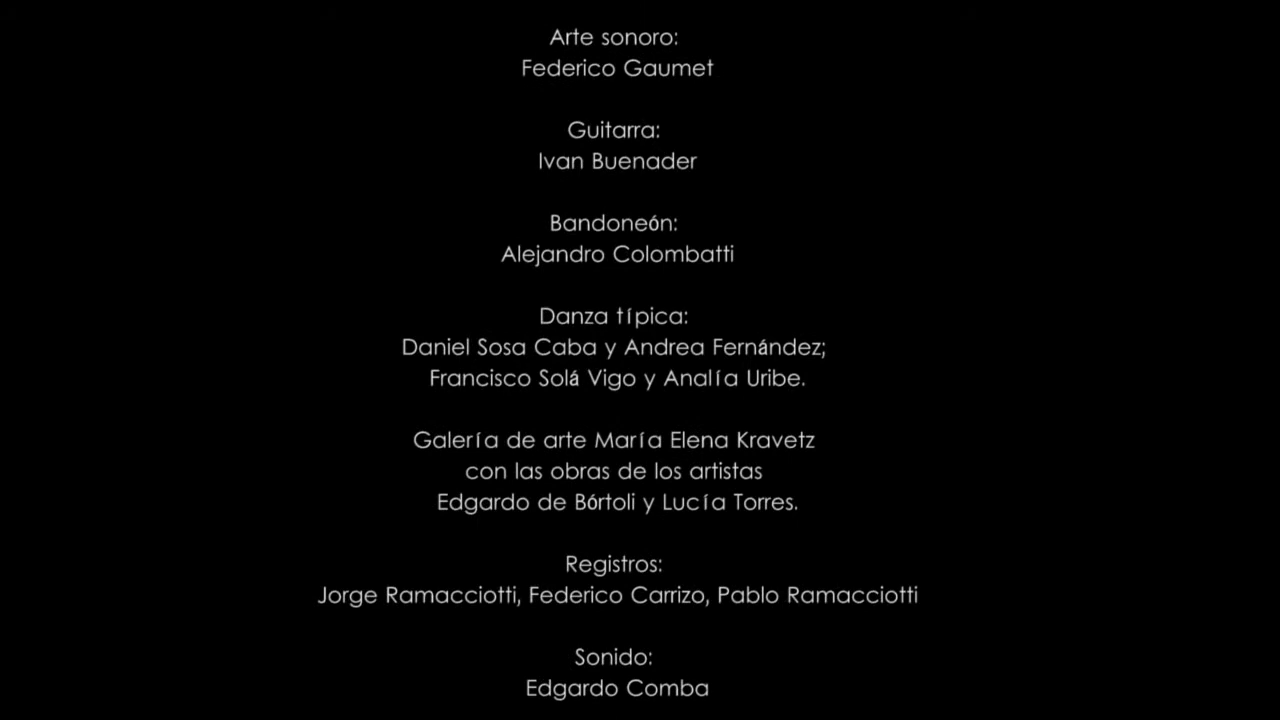 Arte sonoro:
Federico Gaumet
Guitarra:
Ivan Buenader
Bandoneón:
Alejandro Colombatti
Danza típica:
Daniel Sosa Caba y Andrea Fernández;
Francisco Solá Vigo y Analía Uribe.
Galería de arte María Elena Kravetz
con las obras de los artistas
Edgardo de Bórtoli y Lucía Torres.
Registros:
Jorge Ramacciotti, Federico Carrizo, Pablo Ramacciotti
Sonido:
Edgardo Comba